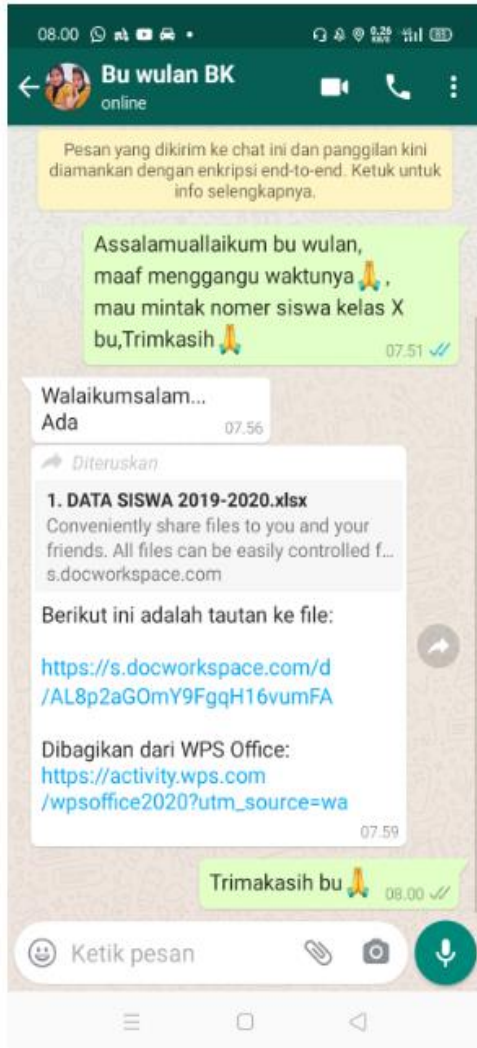 08.00
Bu wulan BK
online
Pesan yang dikirim ke chat ini dan panggilan kini
diamankan dengan enkripsi end-to-end. Ketuk untuk
info selengkapnya.
Assalamuallaikum bu wulan,
maaf menggangu waktunya🙏,
mau mintak nomer siswa kelas X
bu,Trimkasih🙏
07.51
Walaikumsalam...
Ada
07.56
Diteruskan
1. DATA SISWA 2019-2020.xlsx
Conveniently share files to you and your
friends. All files can be easily controlled f...
s.docworkspace.com
Berikut ini adalah tautan ke file:
https://s.docworkspace.com/d
/AL8p2aGOmY9FgqH16vumFA
Dibagikan dari WPS Office:
https://activity.wps.com
/wpsoffice2020?utm_source=wa
07.59
Trimakasih bu🙏
08.00
Ketik pesan